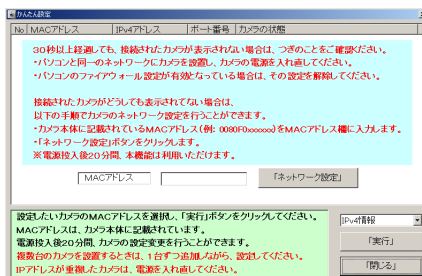 かんたん設定
No MACアドレス IPv4アドレス ポート番号 カメラの状態
30秒以上経過しても、接続されたカメラが表示されない場合は、つぎのことをご確認ください。
・パソコンと同一のネットワークにカメラを設置し、カメラの電源を入れ直してください。
・パソコンのファイアウォール設定が有効となっている場合は、その設定を解除してください。
接続されたカメラがどうしても表示されてない場合は、
以下の手順でカメラのネットワーク設定を行うことができます。
・カメラ本体に記載されているMACアドレス(例: 0080F0xxxxxx)をMACアドレス欄に入力します。
・「ネットワーク設定」ボタンをクリックします。
※電源投入後20分間、本機能は利用いただけます。
MACアドレス 「ネットワーク設定」
設定したいカメラのMACアドレスを選択し、「実行」ボタンをクリックしてください。
MACアドレスは、カメラ本体に記載されています。
電源投入後20分間、カメラの設定変更を行うことができます。
複数台のカメラを設置するときは、1台ずつ追加しながら、設定してください。
IPアドレスが重複したカメラは、電源を入れ直してください。
IPv4情報
「実行」
「閉じる」